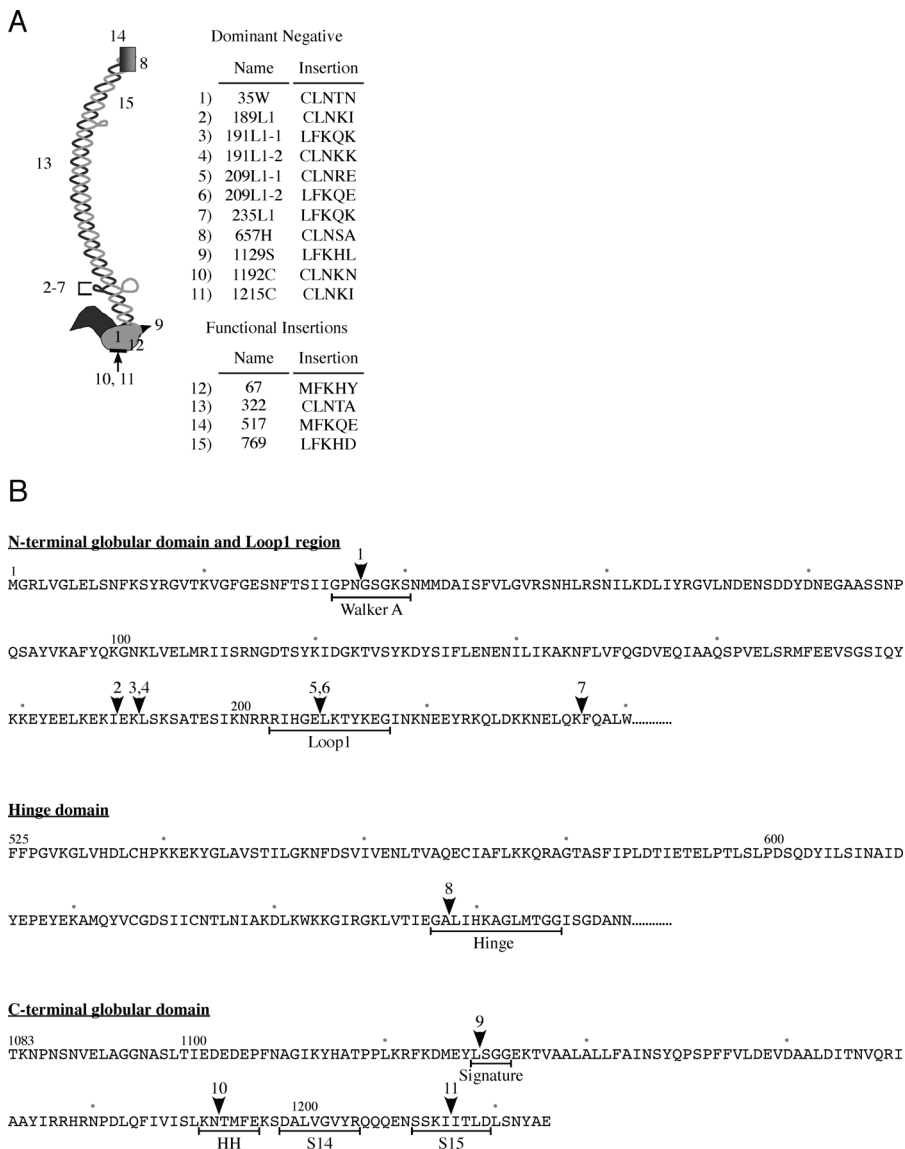 A
14
8
15
13
2-7
9
1
12
10, 11
Dominant Negative
Name Insertion
1) 35W CLNTN
2) 189L1 CLNKI
3) 191L1-1 LFKQK
4) 191L1-2 CLNKK
5) 209L1-1 CLNRE
6) 209L1-2 LFKQE
7) 235L1 LFKQK
8) 657H CLNSA
9) 1129S LFKHL
10) 1192C CLNKN
11) 1215C CLNKI
Functional Insertions
Name Insertion
12) 67 MFKHY
13) 322 CLNTA
14) 517 MFKQE
15) 769 LFKHD
B
N-terminal globular domain and Loop1 region
1
1
MGRLVGLELSNFKSYRGVTKVGFGESNFTSIIGPNGSGKSNMMDAISFVLGVRSNHLRSNILKDLIYRGVLNDENSDDYDNEGAASSNP
Walker A
100
QSAYVKAFYQKGNKLVELMRIISRNGDTSYKIDGKTVSYKDYSIFLENENILIKAKNFLVFQGDVEQIAAQSPVELSRMFEEVSGSIQY
2 3,4 200 5,6 7
KKEYEELKEKIEKLSKSATESIKNRRRIHGELKTYKEGINKNEEYRKQLDKKNELQKFQALW............
Loop1
Hinge domain
525 600
FFPGVKGLVHDLCHPKKEKYGLAVSTILGKNFDSVIVENLTVAQECIAFLKKQRAGTASFIPLDTIETELPTLSLPDSQDYILSINAID
8
YEPEYEKAMQYVCGDSIICNTLNIAKDLKWKKGIRGKLVTIEGALIHKAGLMTGGISGDANN............
Hinge
C-terminal globular domain
1083 1100 9
TKNPNSNVELAGGNASLTIEDEDEPFNAGIKYHATPPLKRFKDMEYLSGGEKTVAALALLFAINSYQPSPFFVLDEVDAALDITNVQRI
Signature
10 1200 11
AAYIRRHRNPDLQFIVISLKNTMFEKSDALVGVYRQQQENSSKIITLDLSNYAE
HH S14 S15